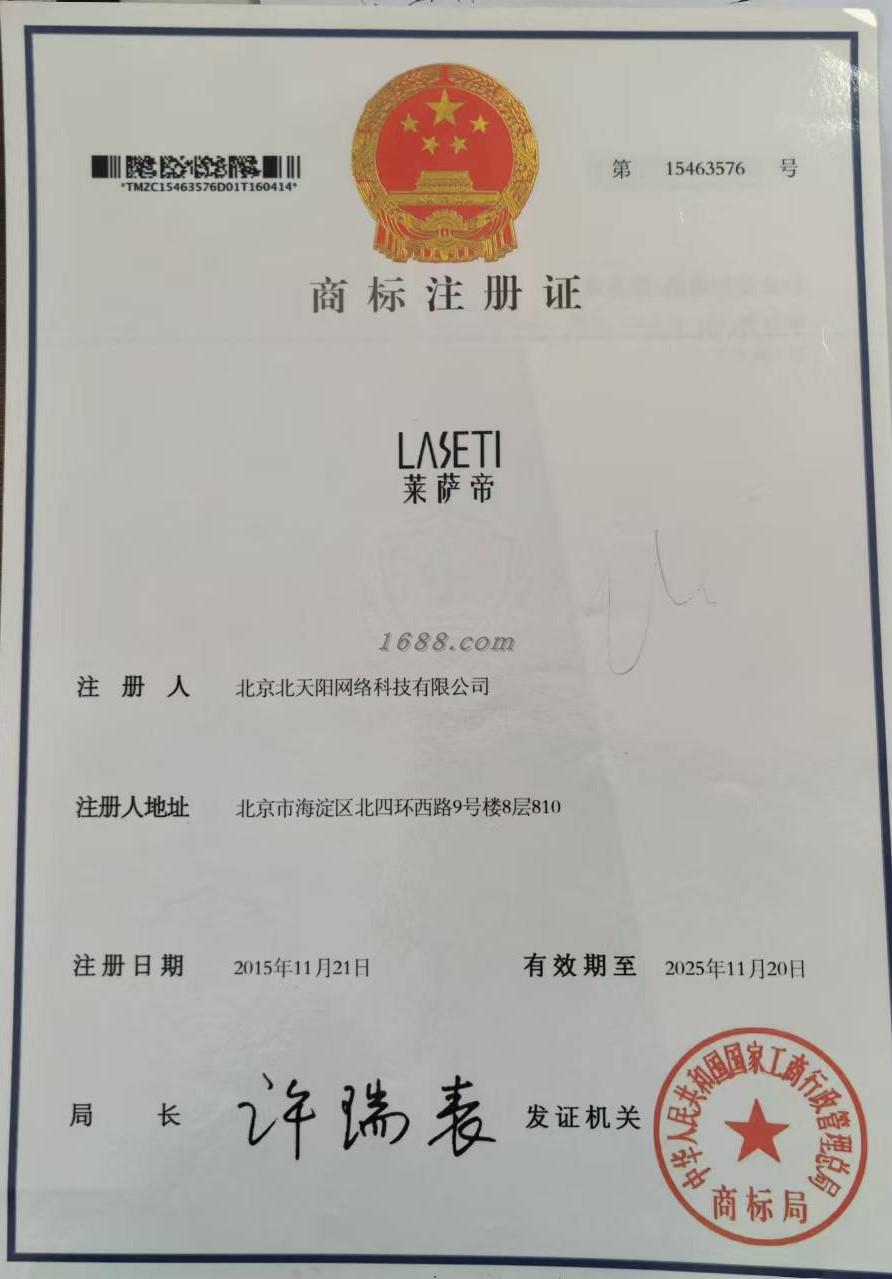 第 15463576 号
*TMZC15463576D01T160414*
商标注册证
LASETI
莱萨帝
1688.com
注册人 北京北天阳网络科技有限公司
注册人地址 北京市海淀区北四环西路9号楼8层810
注册日期 2015年11月21日 有效期至 2025年11月20日
局长 许瑞表 发证机关
中华人民共和国国家工商行政管理总局
商标局